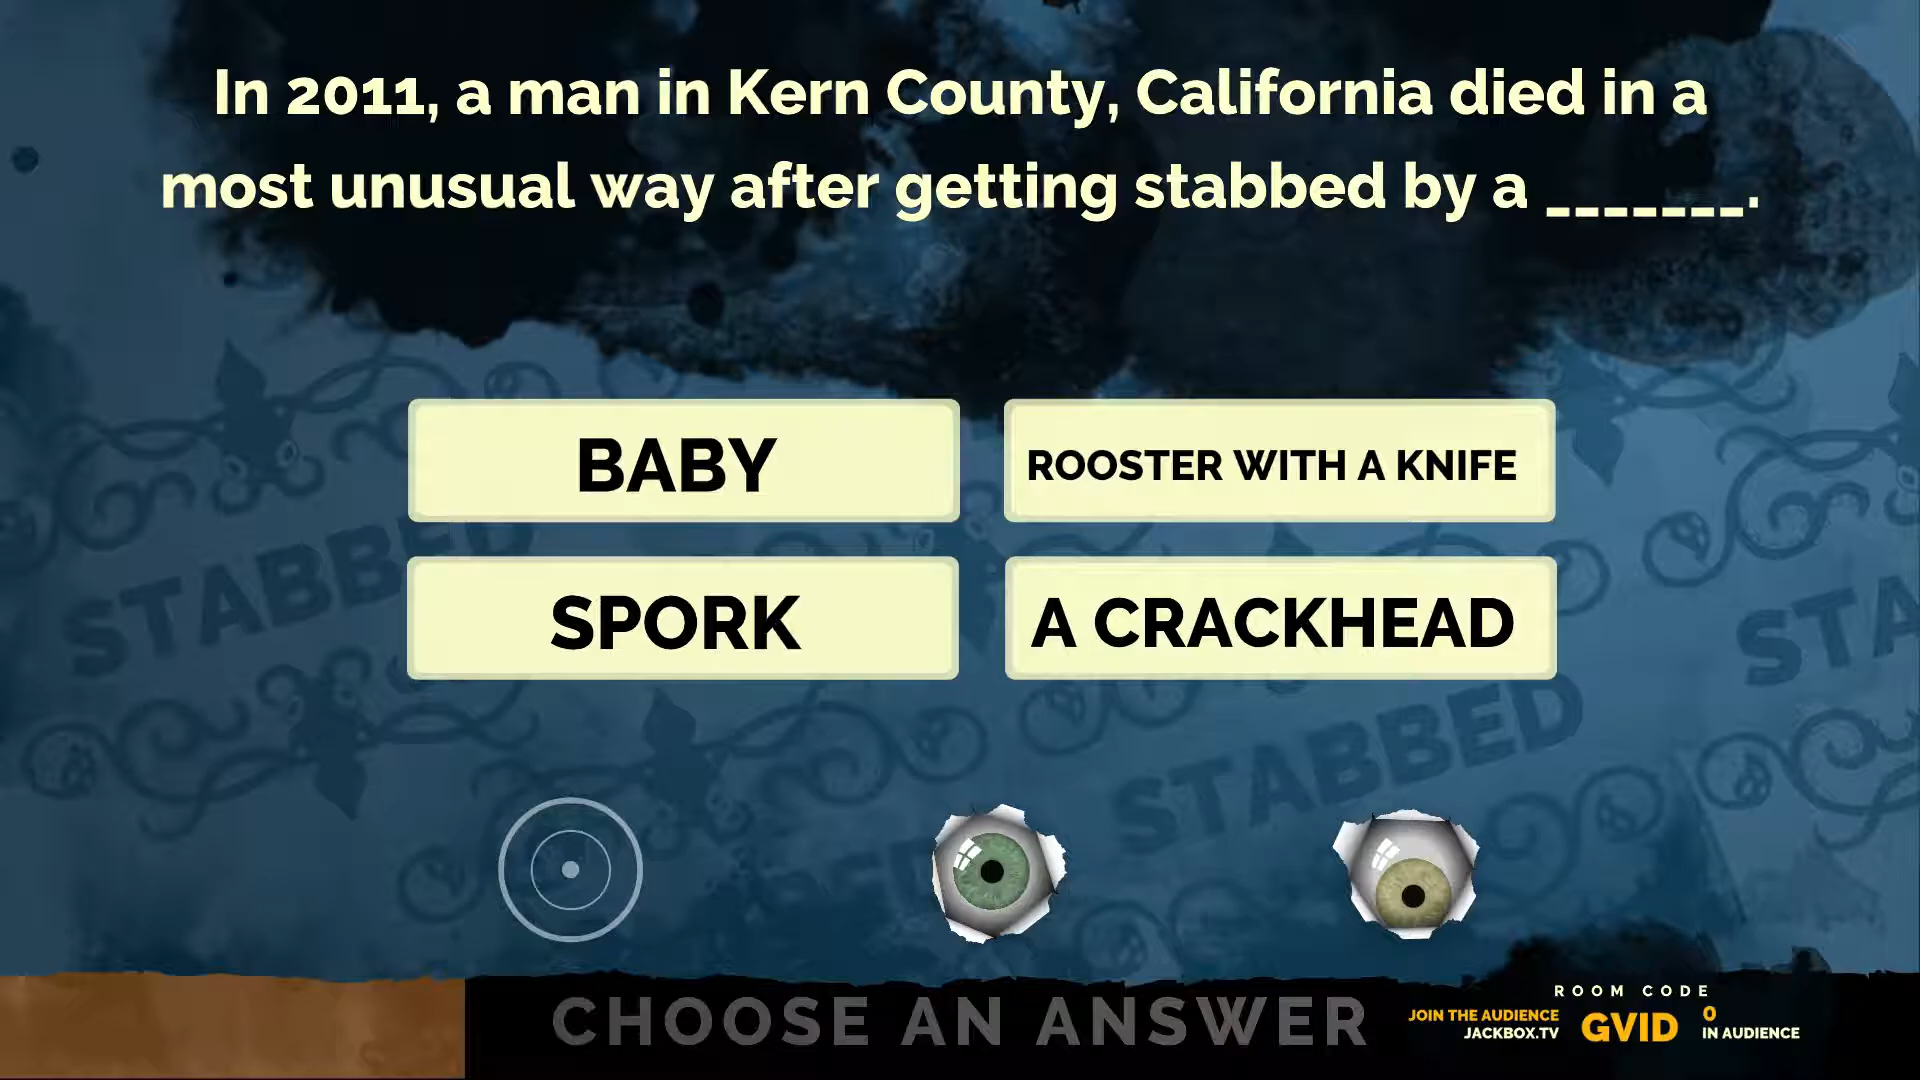 In 2011, a man in Kern County, California died in a
most unusual way after getting stabbed by a _______.
BABY
ROOSTER WITH A KNIFE
SPORK
A CRACKHEAD
STABBED
STA
STABBED
CHOOSE AN ANSWER
ROOM CODE
JOIN THE AUDIENCE
JACKBOX.TV
GVID
0
IN AUDIENCE